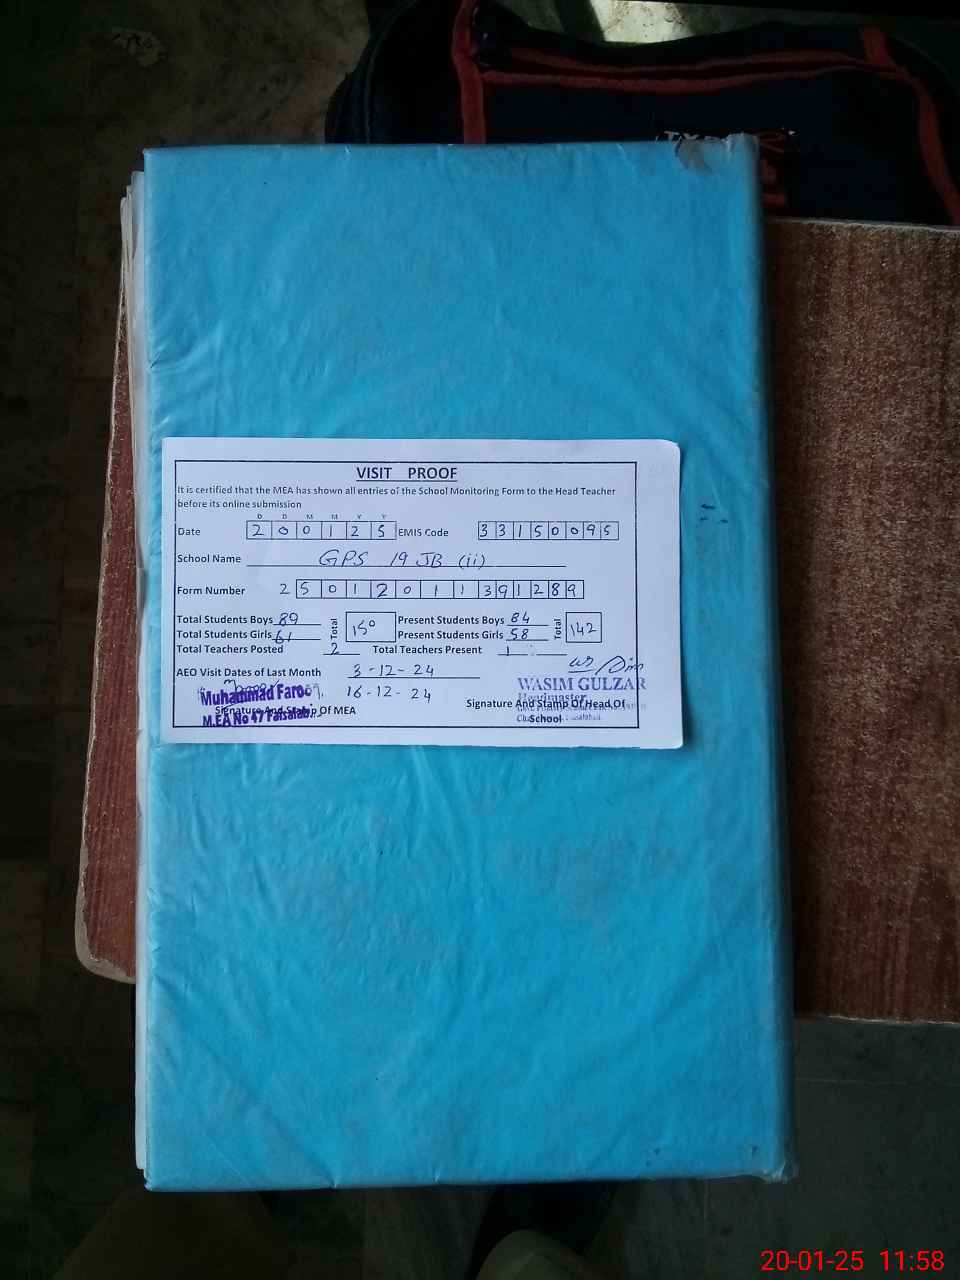 VISIT PROOF
It is certified that the MEA has shown all entries of the School Monitoring Form to the Head Teacher
before its online submission
D D M M Y Y
Date 2 0 0 1 2 5 EMIS Code 3 3 1 5 0 0 9 5
School Name GPS 19 JB (ii)
Form Number 2 5 0 1 2 0 1 1 3 9 1 2 8 9
Total Students Boys 89 Total 150 Present Students Boys 84 Total 142
Total Students Girls 61 Present Students Girls 58
Total Teachers Posted 2 Total Teachers Present 1
AEO Visit Dates of Last Month 3-12-24
16-12-24
Muhammad Farooq
M.EA No 47 Faisalabad
Signature And Stamp Of MEA
WASIM GULZAR
Headmaster
Signature And Stamp Of Head Of
School
20-01-25 11:58